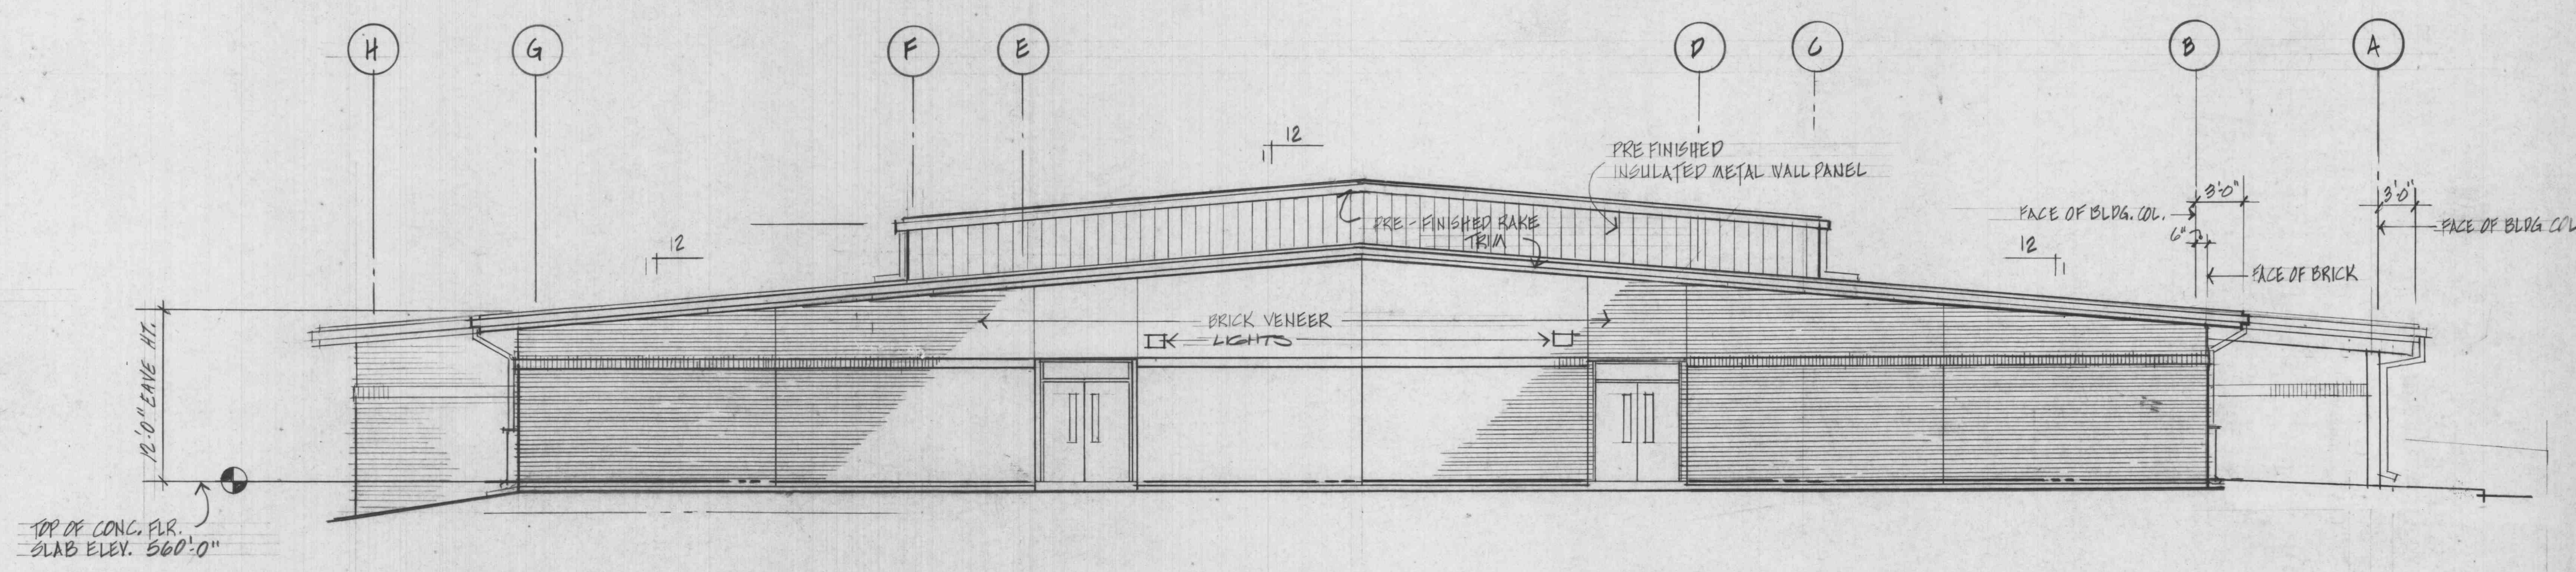 H
G
F
E
D
C
B
A
12
1
PRE FINISHED
INSULATED METAL WALL PANEL
3'-0"
3'-0"
PRE-FINISHED RAKE
TRIM
FACE OF BLDG. COL.
FACE OF BLDG COL
6"
12
1
12
1
FACE OF BRICK
BRICK VENEER
LIGHTS
12'-0" EAVE HT.
TOP OF CONC. FLR.
SLAB ELEV. 560'-0"